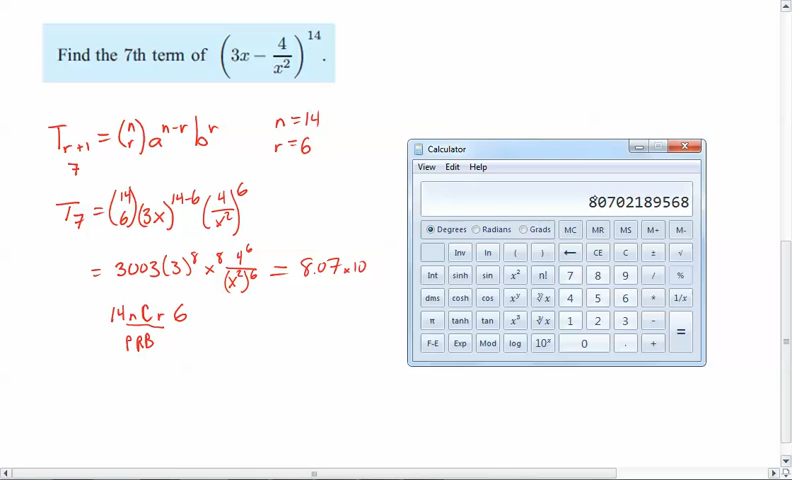 Find the 7th term of (3x − 4/x²)^14.
T_{r+1} = (n r) a^{n-r} b^r
n = 14
r = 6
7
T_7 = (14 6)(3x)^{14-6} (4/x²)^6
= 3003(3)^8 x^8 4^6/(x²)^6 = 8.07 × 10
14 nCr 6
PRB
Calculator
View Edit Help
80702189568
Degrees Radians Grads MC MR MS M+ M-
Inv ln ( ) ← CE C ± √
Int sinh sin x² n! 7 8 9 / %
dms cosh cos x^y y√x 4 5 6 * 1/x
π tanh tan x³ ³√x 1 2 3 - =
F-E Exp Mod log 10^x 0 . +